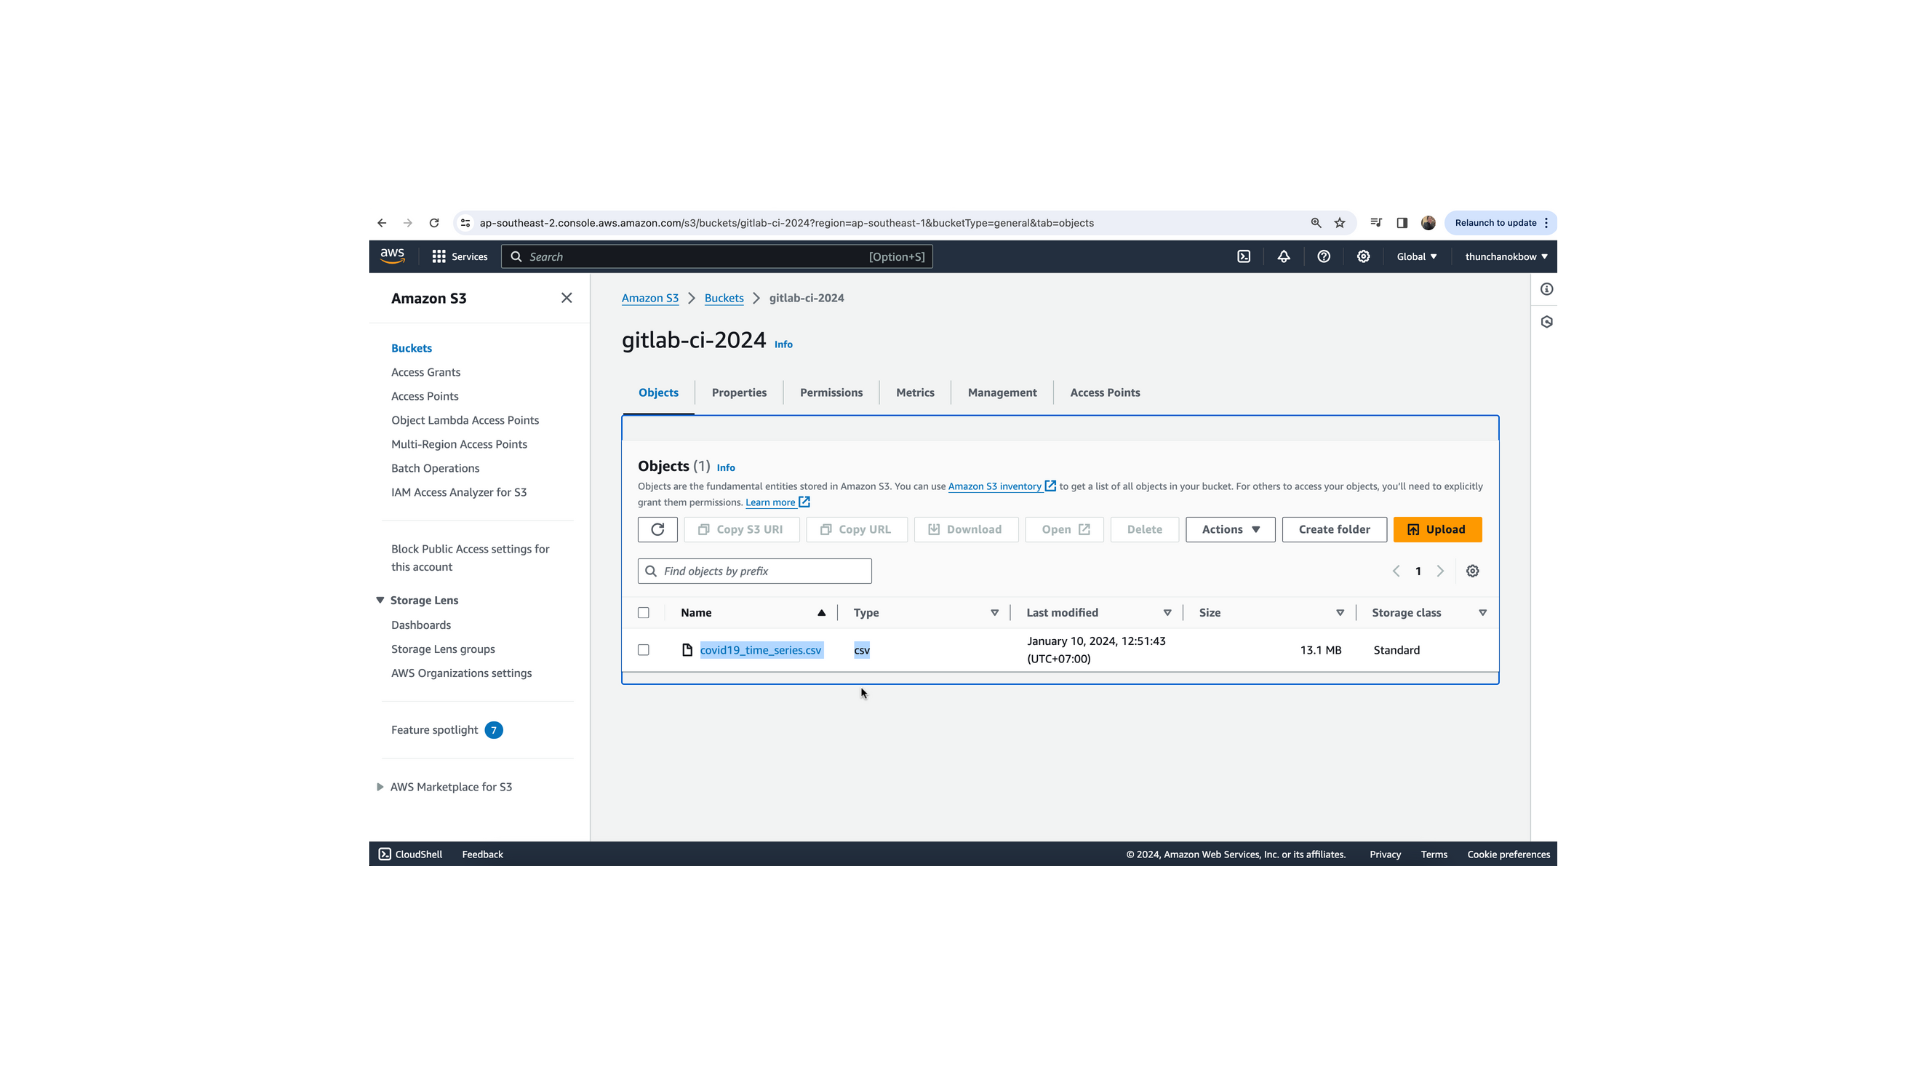 ap-southeast-2.console.aws.amazon.com/s3/buckets/gitlab-ci-2024?region=ap-southeast-1&bucketType=general&tab=objects
Relaunch to update
aws
Services
Search
[Option+S]
Global
thunchanokbow
Amazon S3
Buckets
Access Grants
Access Points
Object Lambda Access Points
Multi-Region Access Points
Batch Operations
IAM Access Analyzer for S3
Block Public Access settings for
this account
Storage Lens
Dashboards
Storage Lens groups
AWS Organizations settings
Feature spotlight 7
AWS Marketplace for S3
Amazon S3 > Buckets > gitlab-ci-2024
gitlab-ci-2024 Info
Objects
Properties
Permissions
Metrics
Management
Access Points
Objects (1) Info
Objects are the fundamental entities stored in Amazon S3. You can use Amazon S3 inventory to get a list of all objects in your bucket. For others to access your objects, you'll need to explicitly
grant them permissions. Learn more
Copy S3 URI
Copy URL
Download
Open
Delete
Actions
Create folder
Upload
Find objects by prefix
1
Name
Type
Last modified
Size
Storage class
covid19_time_series.csv
csv
January 10, 2024, 12:51:43
(UTC+07:00)
13.1 MB
Standard
CloudShell
Feedback
© 2024, Amazon Web Services, Inc. or its affiliates.
Privacy
Terms
Cookie preferences